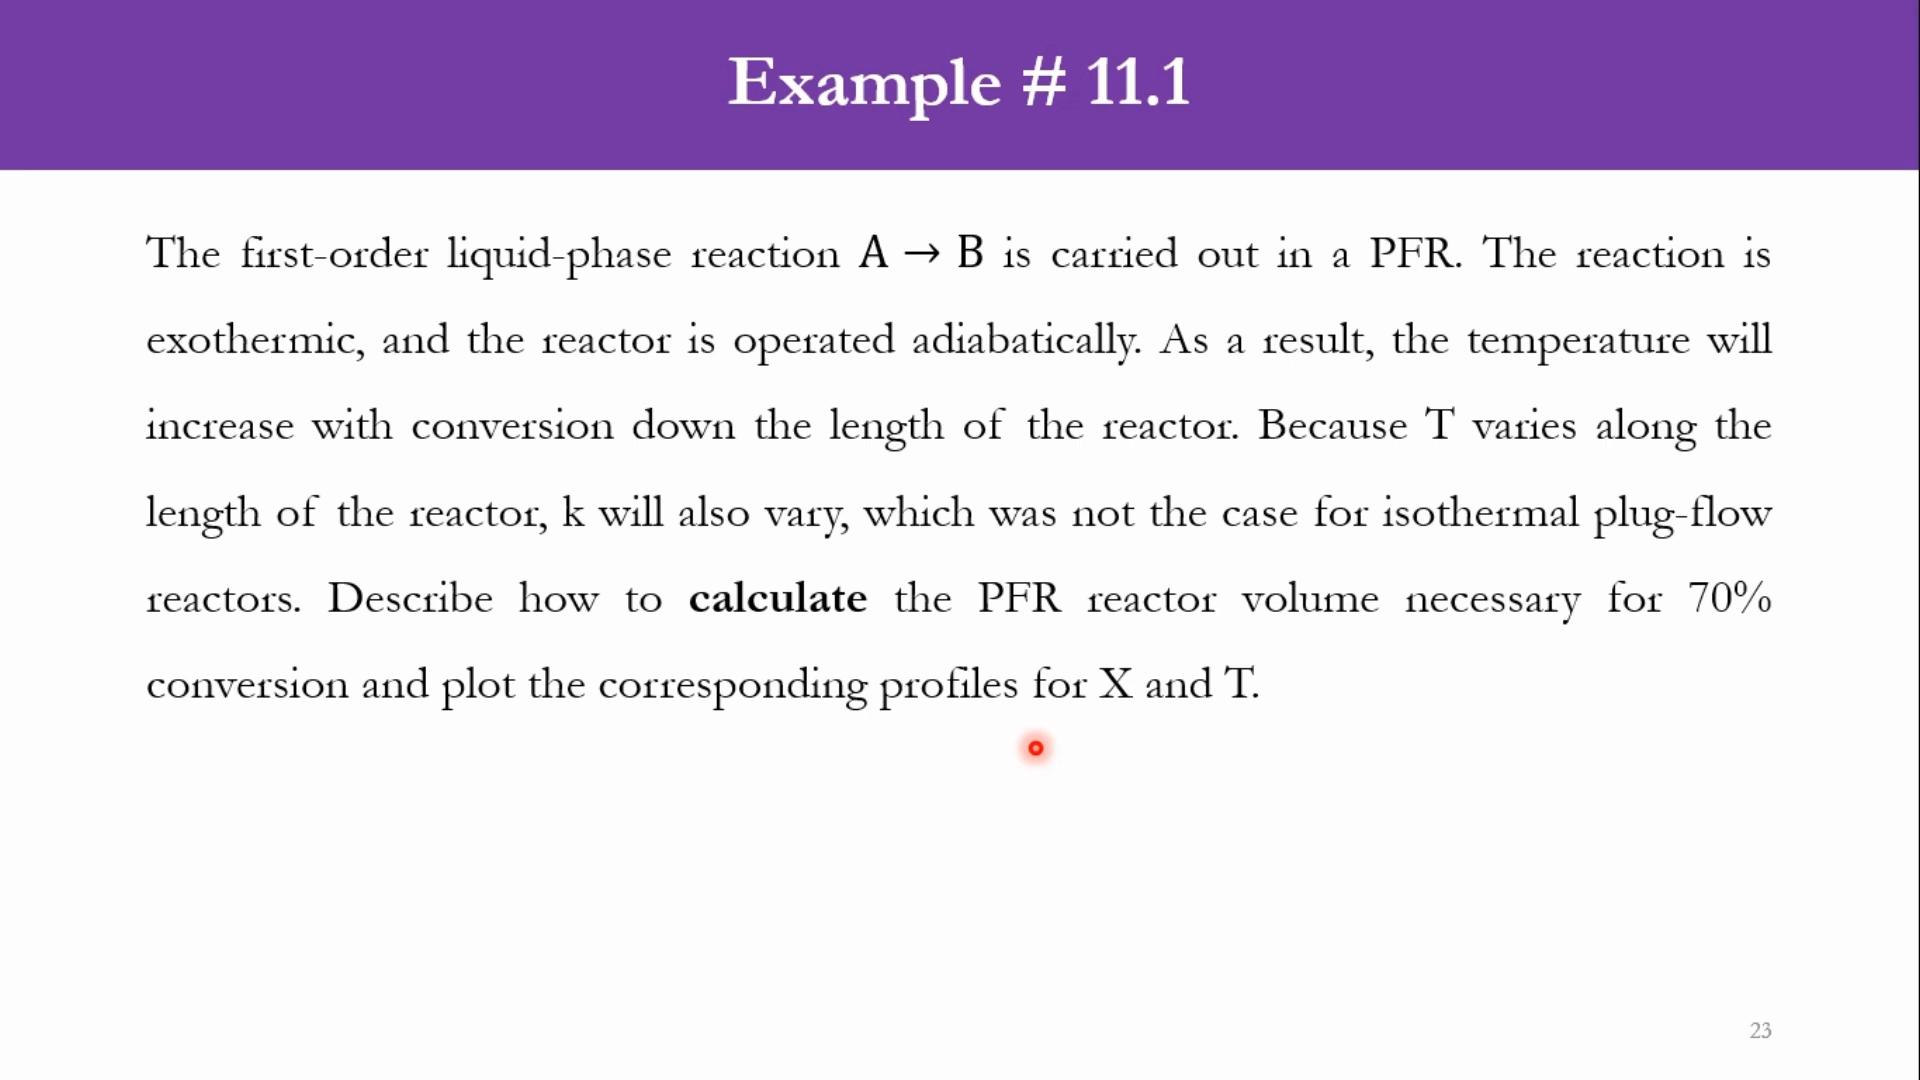 Example # 11.1
The first-order liquid-phase reaction A → B is carried out in a PFR. The reaction is
exothermic, and the reactor is operated adiabatically. As a result, the temperature will
increase with conversion down the length of the reactor. Because T varies along the
length of the reactor, k will also vary, which was not the case for isothermal plug-flow
reactors. Describe how to calculate the PFR reactor volume necessary for 70%
conversion and plot the corresponding profiles for X and T.
23